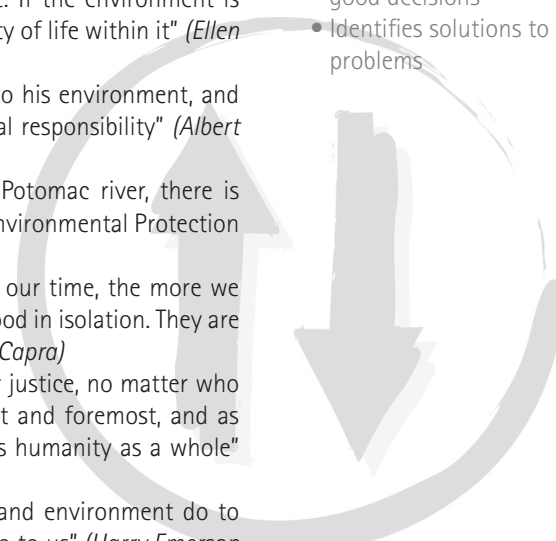 If the environment is
ty of life within it” (Ellen
o his environment, and
al responsibility” (Albert
Potomac river, there is
nvironmental Protection
our time, the more we
ood in isolation. They are
Capra)
justice, no matter who
t and foremost, and as
s humanity as a whole”
and environment do to
to us” (Harry Emerson
good decisions
• Identifies solutions to
problems